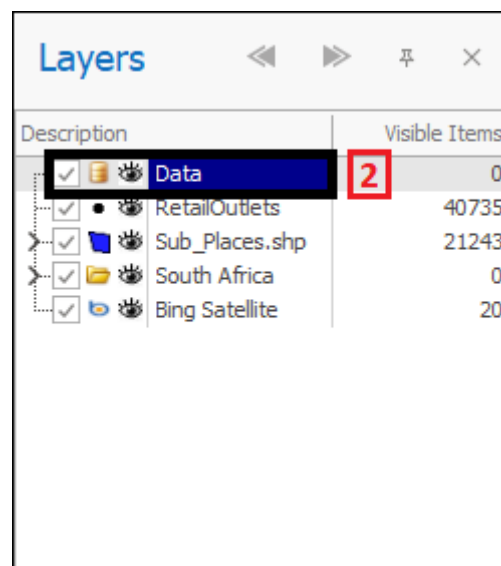 Layers
Description Visible Items
Data 2 0
RetailOutlets 40735
Sub_Places.shp 21243
South Africa 0
Bing Satellite 20